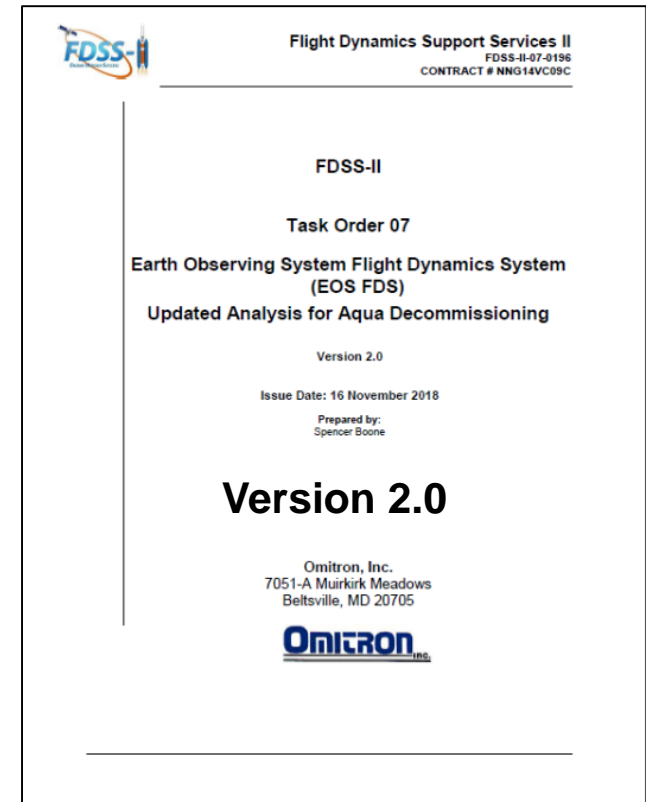 FDSS-II
Flight Dynamics Support Services II
FDSS-II-07-0196
CONTRACT # NNG14VC09C
FDSS-II
Task Order 07
Earth Observing System Flight Dynamics System
(EOS FDS)
Updated Analysis for Aqua Decommissioning
Version 2.0
Issue Date: 16 November 2018
Prepared by:
Spencer Boone
Version 2.0
Omitron, Inc.
7051-A Muirkirk Meadows
Beltsville, MD 20705
OMITRON INC.